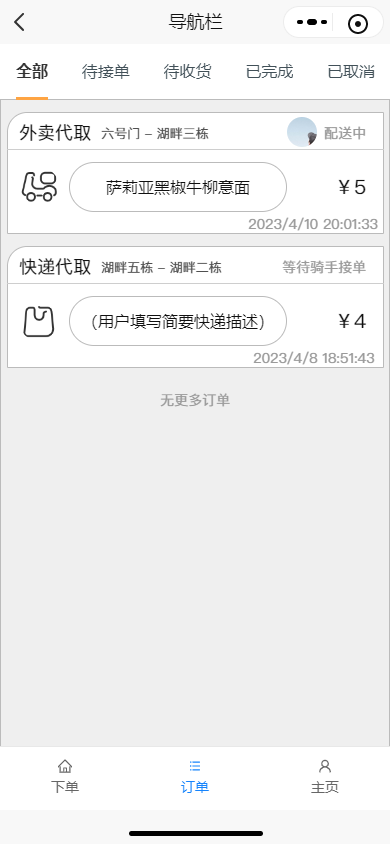 导航栏
全部 待接单 待收货 已完成 已取消
外卖代取 六号门 – 湖畔三栋 配送中
萨莉亚黑椒牛柳意面 ￥5
2023/4/10 20:01:33
快递代取 湖畔五栋 – 湖畔二栋 等待骑手接单
（用户填写简要快递描述） ￥4
2023/4/8 18:51:43
无更多订单
下单 订单 主页